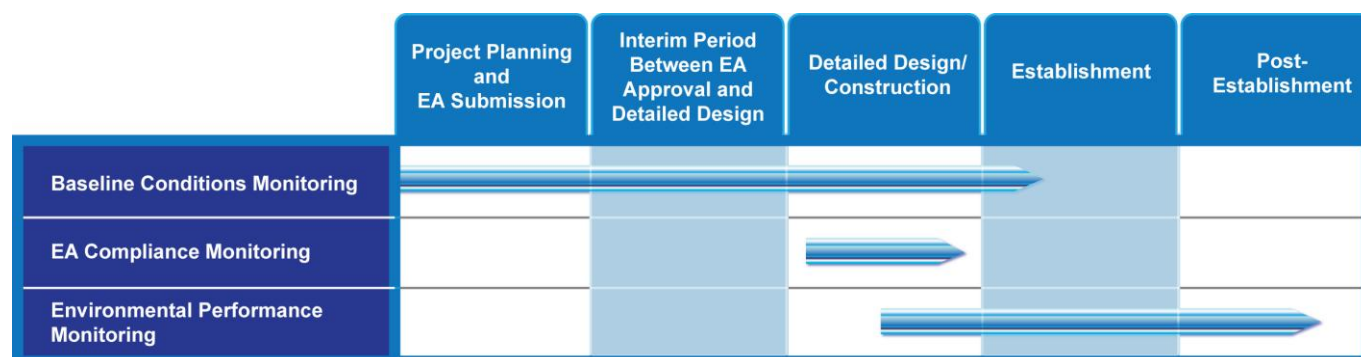 Project Planning
and
EA Submission
Interim Period
Between EA
Approval and
Detailed Design
Detailed Design/
Construction
Establishment
Post-
Establishment
Baseline Conditions Monitoring
EA Compliance Monitoring
Environmental Performance
Monitoring